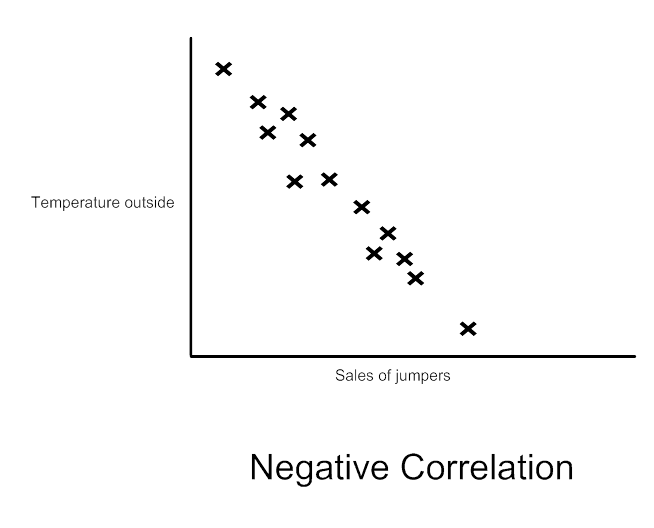 Temperature outside
Sales of jumpers
Negative Correlation